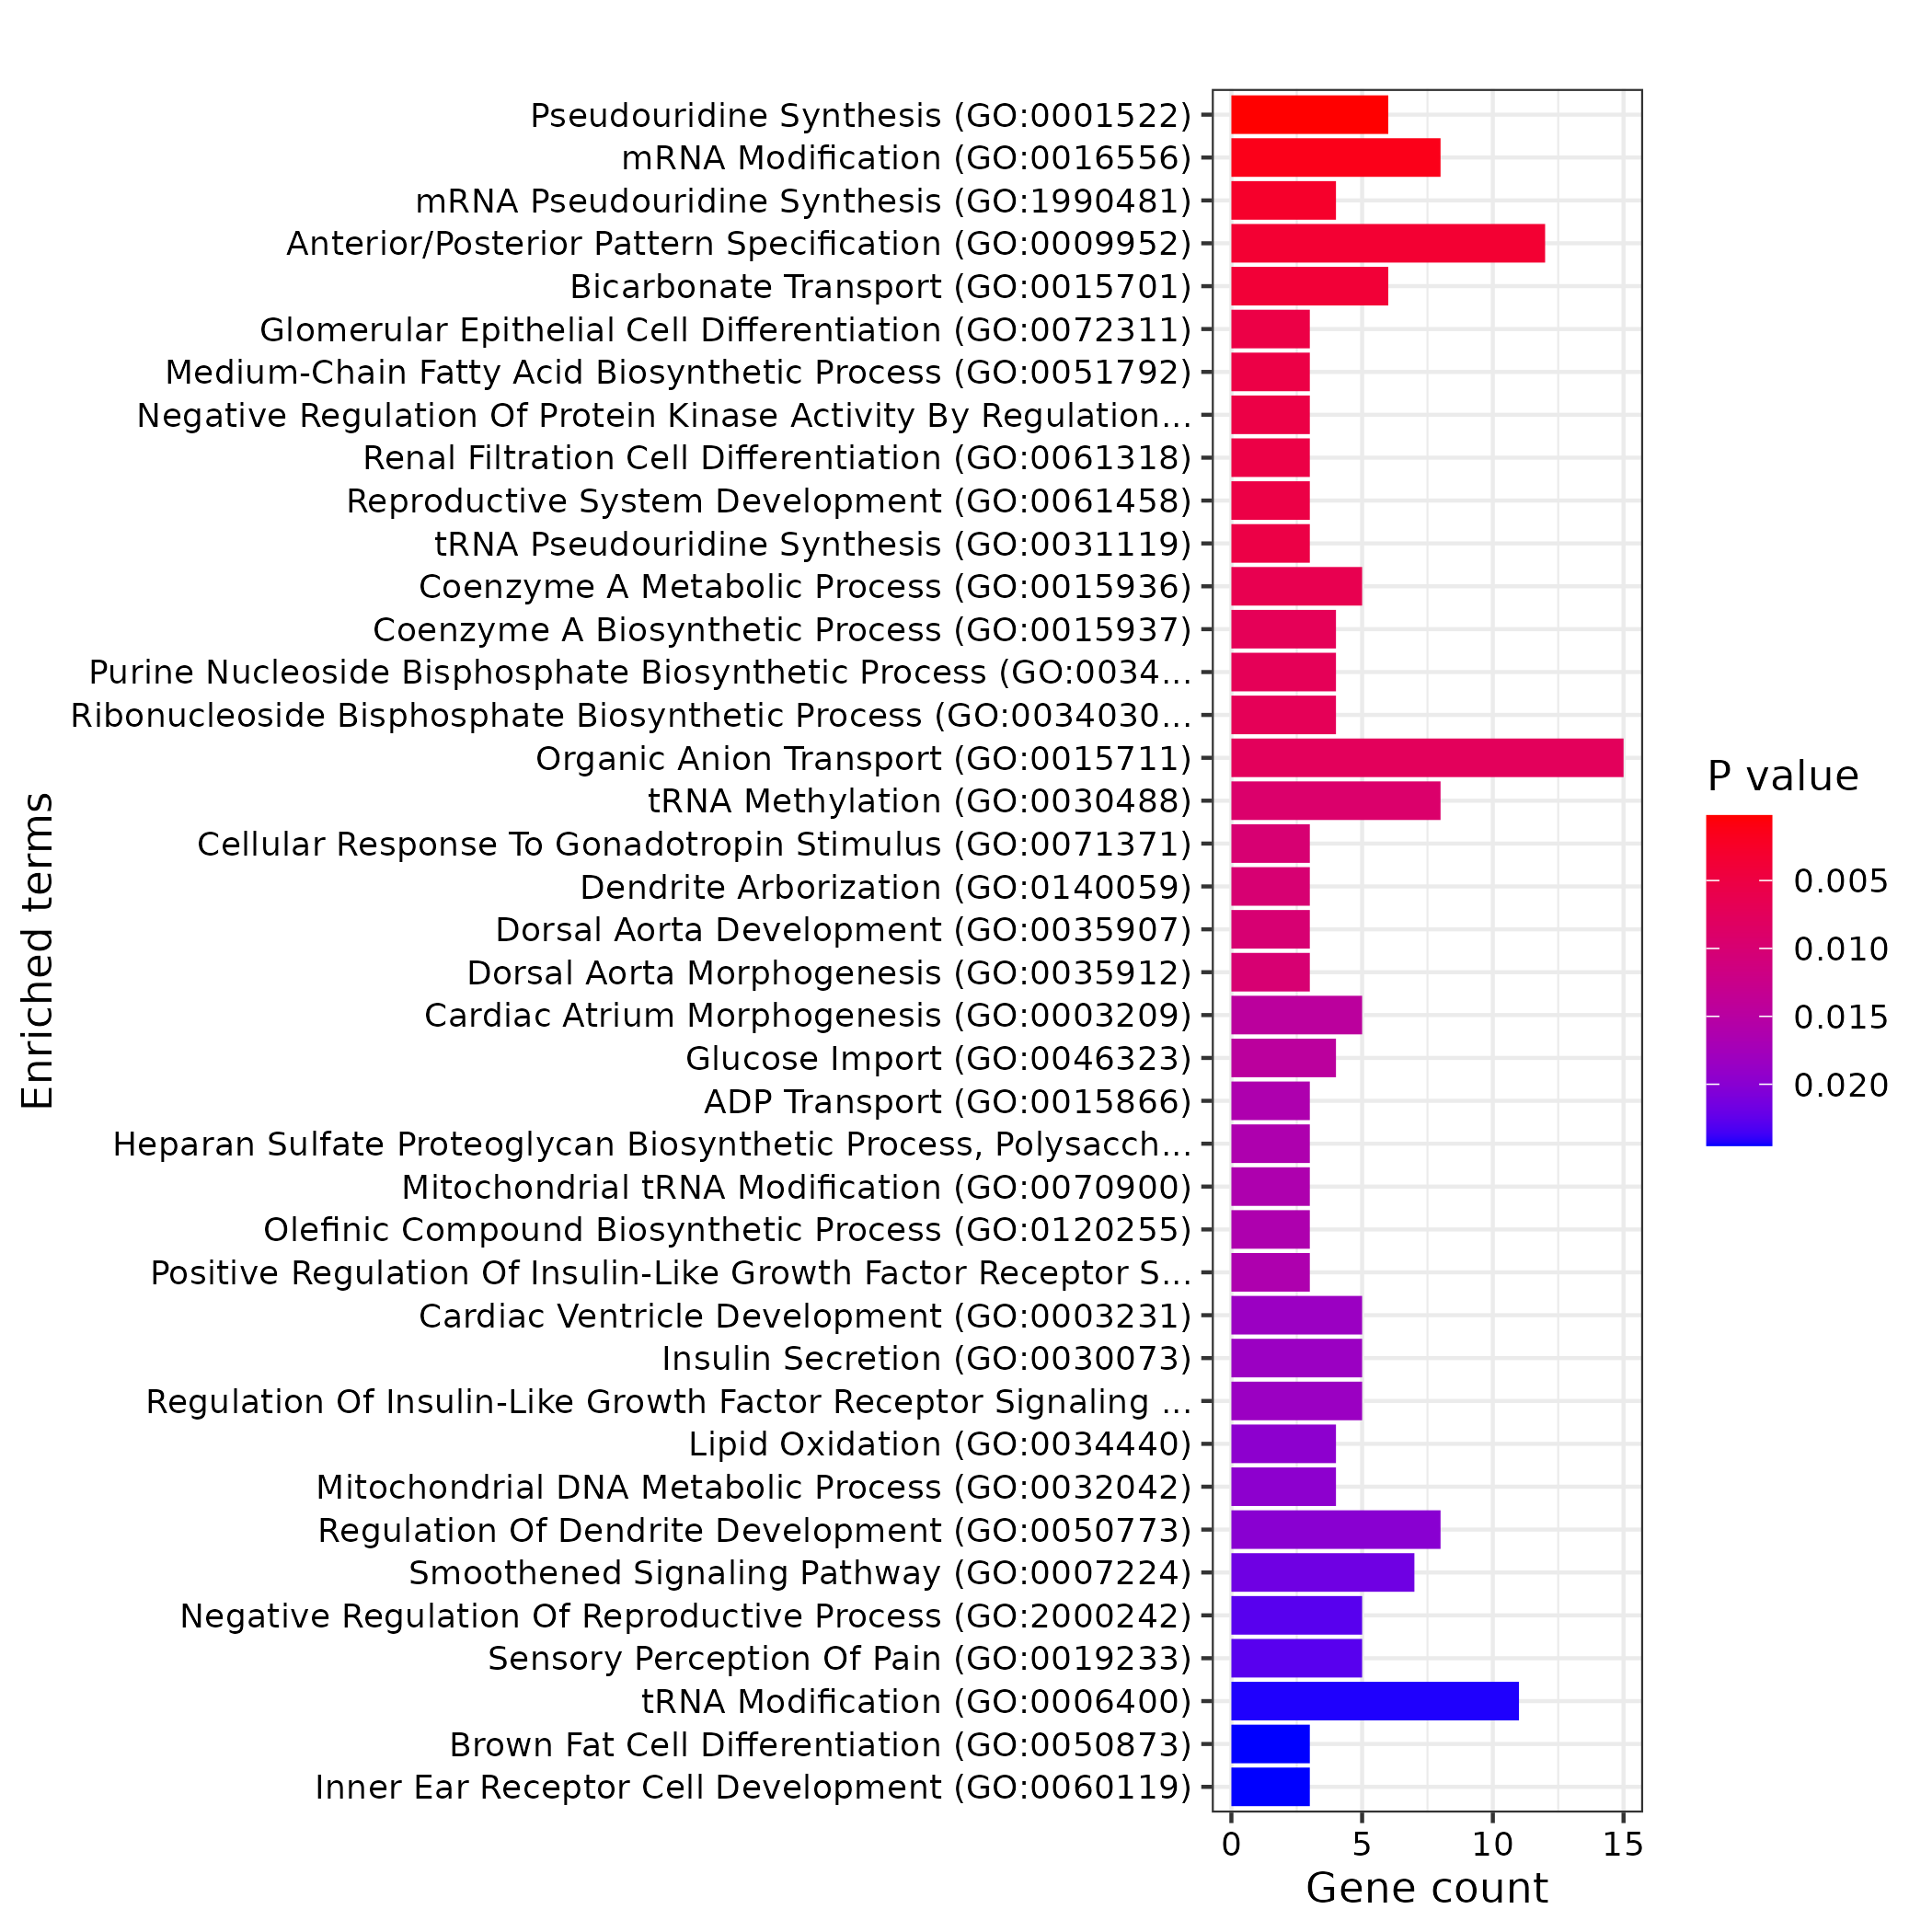 Pseudouridine Synthesis (GO:0001522)
mRNA Modification (GO:0016556)
mRNA Pseudouridine Synthesis (GO:1990481)
Anterior/Posterior Pattern Specification (GO:0009952)
Bicarbonate Transport (GO:0015701)
Glomerular Epithelial Cell Differentiation (GO:0072311)
Medium-Chain Fatty Acid Biosynthetic Process (GO:0051792)
Negative Regulation Of Protein Kinase Activity By Regulation...
Renal Filtration Cell Differentiation (GO:0061318)
Reproductive System Development (GO:0061458)
tRNA Pseudouridine Synthesis (GO:0031119)
Coenzyme A Metabolic Process (GO:0015936)
Coenzyme A Biosynthetic Process (GO:0015937)
Purine Nucleoside Bisphosphate Biosynthetic Process (GO:0034...
Ribonucleoside Bisphosphate Biosynthetic Process (GO:0034030...
Organic Anion Transport (GO:0015711)
tRNA Methylation (GO:0030488)
Cellular Response To Gonadotropin Stimulus (GO:0071371)
Dendrite Arborization (GO:0140059)
Dorsal Aorta Development (GO:0035907)
Dorsal Aorta Morphogenesis (GO:0035912)
Cardiac Atrium Morphogenesis (GO:0003209)
Glucose Import (GO:0046323)
ADP Transport (GO:0015866)
Heparan Sulfate Proteoglycan Biosynthetic Process, Polysacch...
Mitochondrial tRNA Modification (GO:0070900)
Olefinic Compound Biosynthetic Process (GO:0120255)
Positive Regulation Of Insulin-Like Growth Factor Receptor S...
Cardiac Ventricle Development (GO:0003231)
Insulin Secretion (GO:0030073)
Regulation Of Insulin-Like Growth Factor Receptor Signaling ...
Lipid Oxidation (GO:0034440)
Mitochondrial DNA Metabolic Process (GO:0032042)
Regulation Of Dendrite Development (GO:0050773)
Smoothened Signaling Pathway (GO:0007224)
Negative Regulation Of Reproductive Process (GO:2000242)
Sensory Perception Of Pain (GO:0019233)
tRNA Modification (GO:0006400)
Brown Fat Cell Differentiation (GO:0050873)
Inner Ear Receptor Cell Development (GO:0060119)
Enriched terms
0 5 10 15
Gene count
P value
0.005
0.010
0.015
0.020